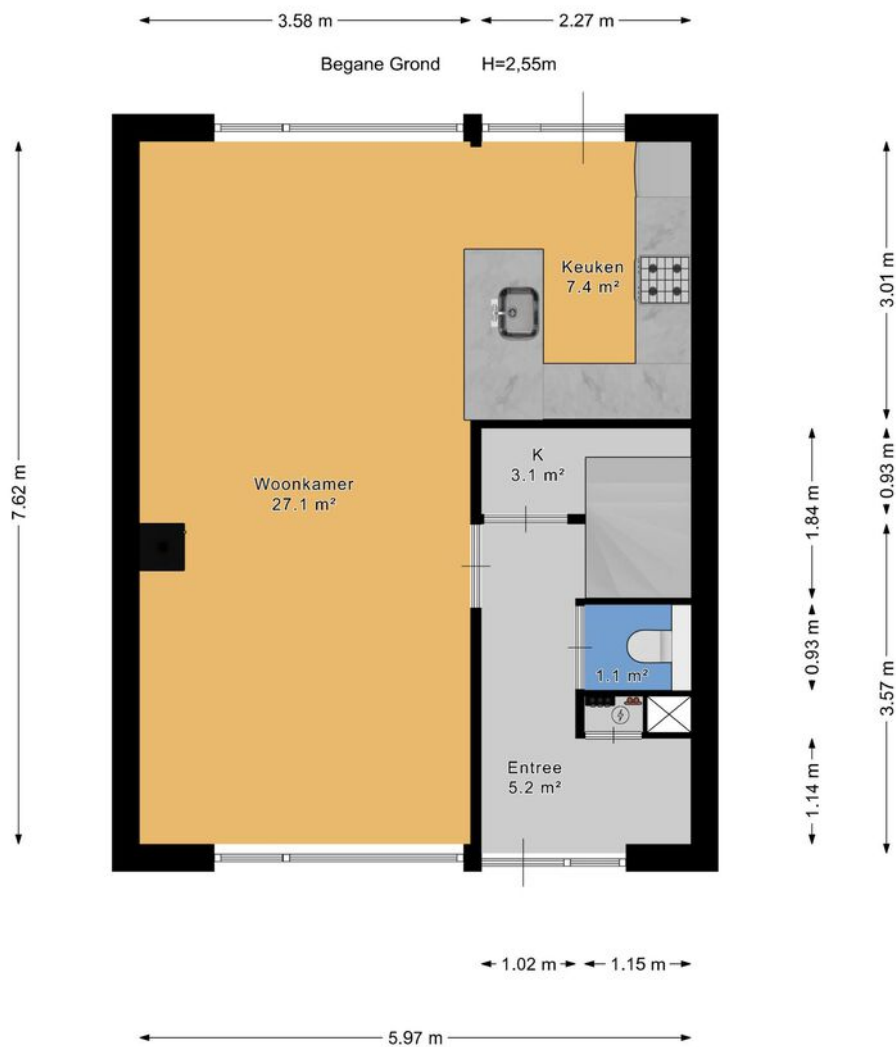 3.58 m
2.27 m
Begane Grond H=2,55m
Keuken
7.4 m²
3.01 m
K
3.1 m²
0.93 m
1.84 m
Woonkamer
27.1 m²
7.62 m
0.93 m
1.1 m²
3.57 m
Entree
5.2 m²
1.14 m
1.02 m
1.15 m
5.97 m